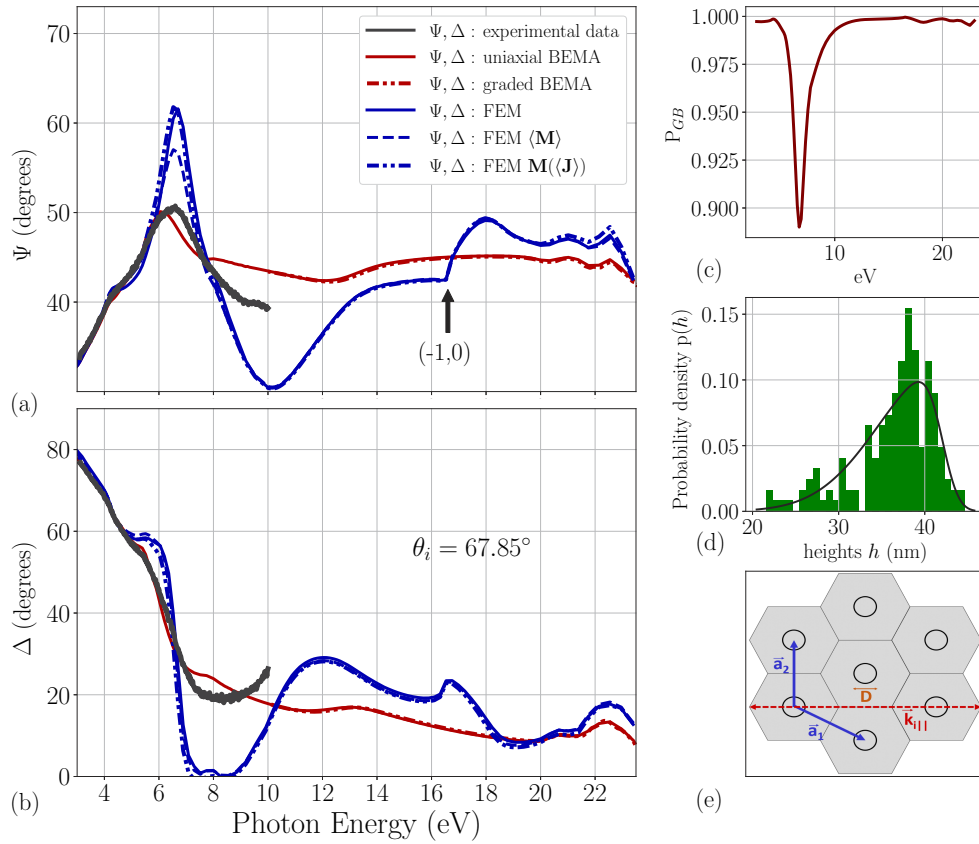 70
60
50
40
Ψ (degrees)
Ψ, Δ : experimental data
Ψ, Δ : uniaxial BEMA
Ψ, Δ : graded BEMA
Ψ, Δ : FEM
Ψ, Δ : FEM ⟨M⟩
Ψ, Δ : FEM M(⟨J⟩)
(-1,0)
(a)
80
60
40
20
0
Δ (degrees)
θi = 67.85°
4 6 8 10 12 14 16 18 20 22
Photon Energy (eV)
(b)
1.000
0.975
0.950
0.925
0.900
P_GB
10 20
eV
(c)
0.15
0.10
0.05
0.00
Probability density p(h)
20 30 40
heights h (nm)
(d)
a⃗2
D
k⃗i||
a⃗1
(e)